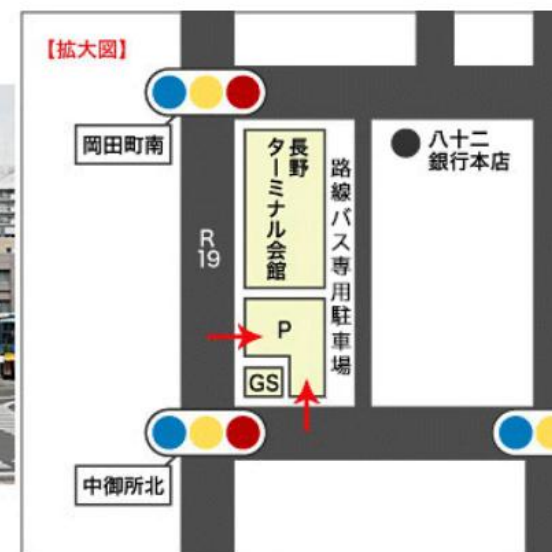 【拡大図】
岡田町南
長野
ターミナル会館
路線バス専用駐車場
八十二
銀行本店
R
19
P
GS
中御所北